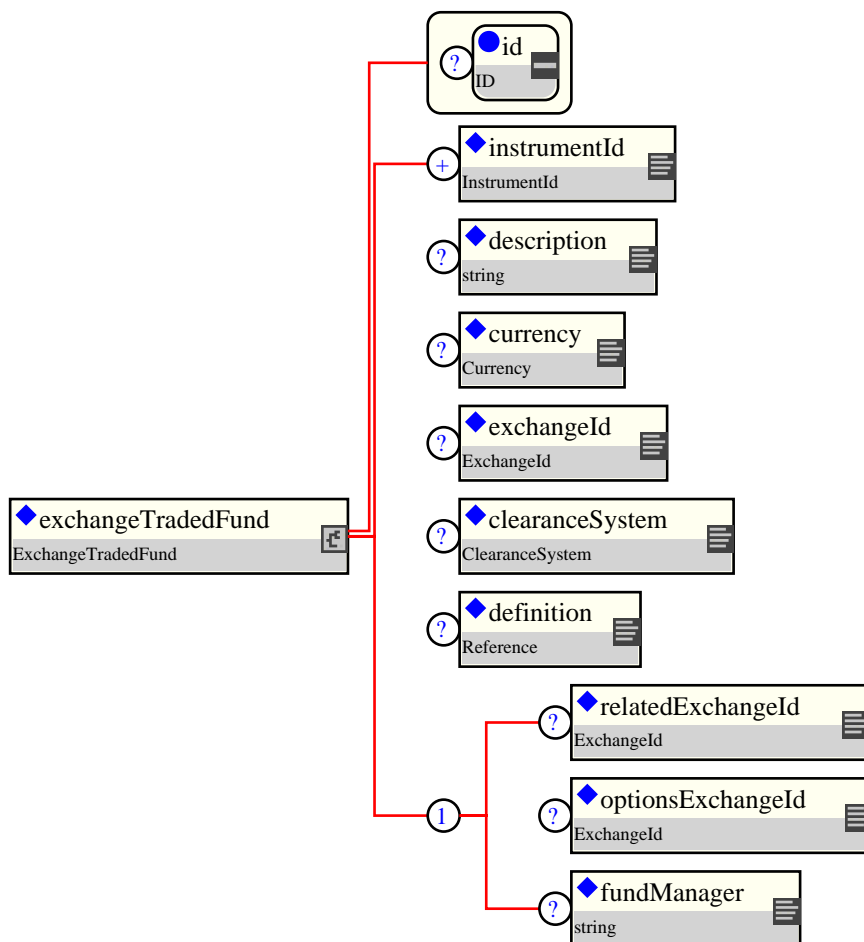 ? id
ID
+ instrumentId
InstrumentId
? description
string
? currency
Currency
? exchangeId
ExchangeId
exchangeTradedFund
ExchangeTradedFund
? clearanceSystem
ClearanceSystem
? definition
Reference
? relatedExchangeId
ExchangeId
1
? optionsExchangeId
ExchangeId
? fundManager
string